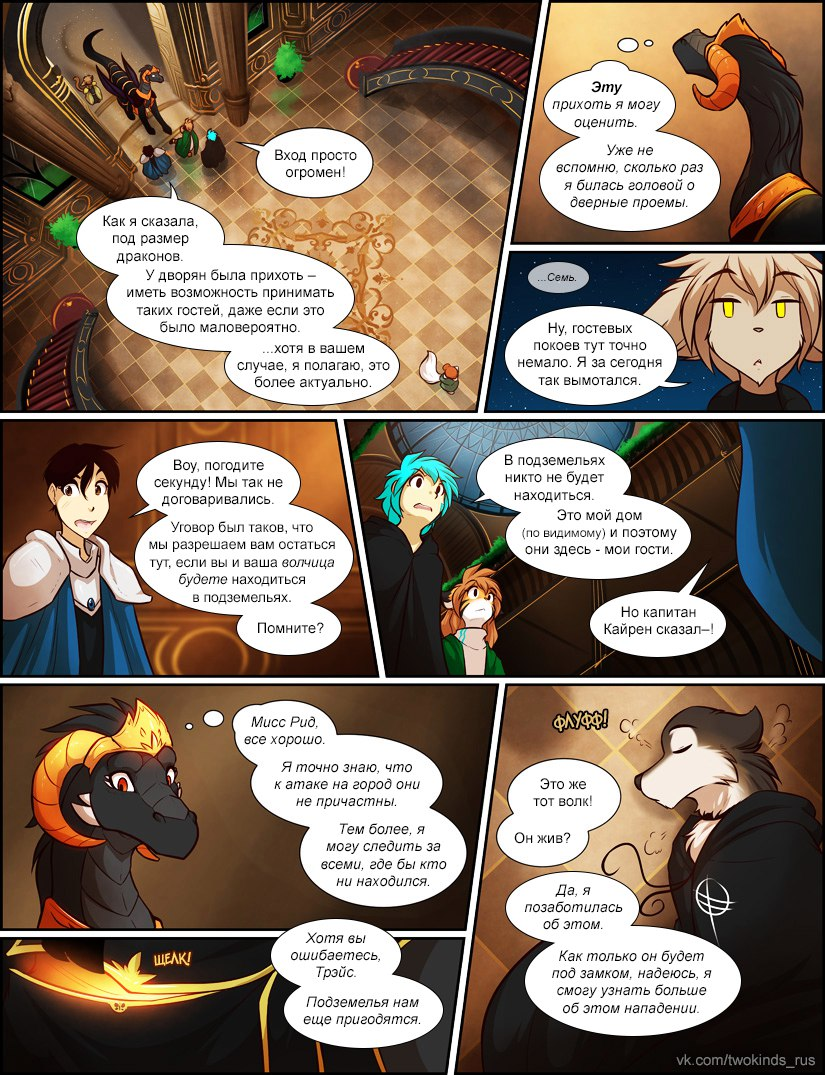 Вход просто
огромен!
Как я сказала,
под размер
драконов.
У дворян была прихоть –
иметь возможность принимать
таких гостей, даже если это
было маловероятно.
...хотя в вашем
случае, я полагаю, это
более актуально.
Эту
прихоть я могу
оценить.
Уже не
вспомню, сколько раз
я билась головой о
дверные проемы.
...Семь.
Ну, гостевых
покоев тут точно
немало. Я за сегодня
так вымотался.
Воу, погодите
секунду! Мы так не
договаривались.
Уговор был таков, что
мы разрешаем вам остаться
тут, если вы и ваша волчица
будете находиться
в подземельях.
Помните?
В подземельях
никто не будет
находиться.
Это мой дом
(по видимому) и поэтому
они здесь - мои гости.
Но капитан
Кайрен сказал–!
Мисс Рид,
все хорошо.
Я точно знаю, что
к атаке на город они
не причастны.
Тем более, я
могу следить за
всеми, где бы кто
ни находился.
ЩЕЛК!
Хотя вы
ошибаетесь,
Трэйс.
Подземелья нам
еще пригодятся.
ФЛУФФ!
Это же
тот волк!
Он жив?
Да, я
позаботилась
об этом.
Как только он будет
под замком, надеюсь, я
смогу узнать больше
об этом нападении.
vk.com/twokinds_rus